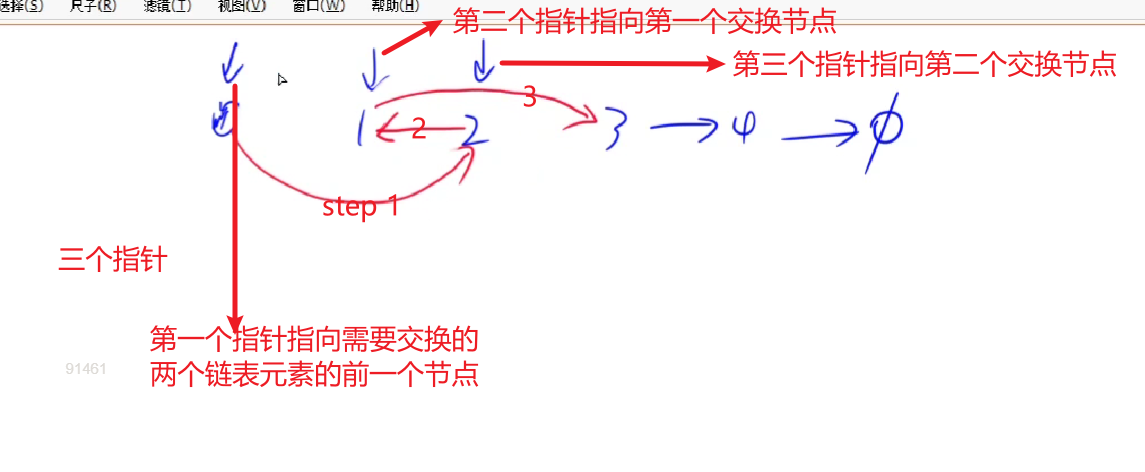 选择(S) 尺子(R) 滤镜(T) 视图(V) 窗口(W) 帮助(H)
第二个指针指向第一个交换节点
第三个指针指向第二个交换节点
3
1 2 2 3 4 φ
step 1
三个指针
第一个指针指向需要交换的
两个链表元素的前一个节点
91461